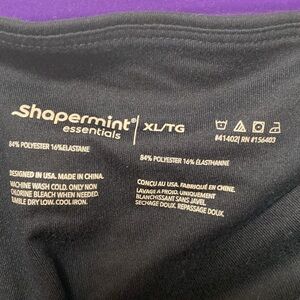 Shapermint®
essentials
XL/TG
#41402| RN #156403
84% POLYESTER 16%ELASTANE
DESIGNED IN USA. MADE IN CHINA.
MACHINE WASH COLD. ONLY NON
CHLORINE BLEACH WHEN NEEDED
TUMBLE DRY LOW. COOL IRON.
84% POLYESTER 16% ÉLASTHANNE
CONÇU AU USA. FABRIQUÉ EN CHINE.
LAVAGE A FROID. UNIQUEMENT
BLANCHISSANT SANS JAVEL.
SECHAGE DOUX. REPASSAGE DOUX.